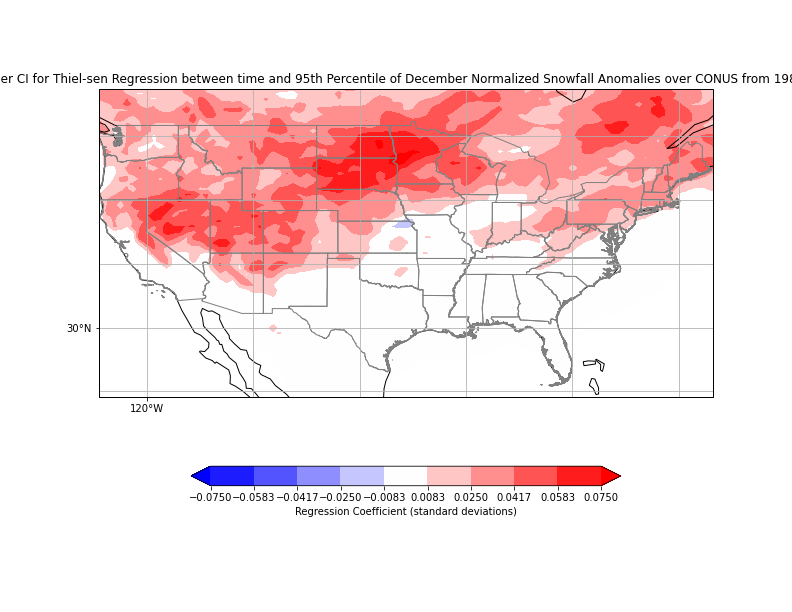 er CI for Thiel-sen Regression between time and 95th Percentile of December Normalized Snowfall Anomalies over CONUS from 198
30°N
120°W
−0.0750 −0.0583 −0.0417 −0.0250 −0.0083 0.0083 0.0250 0.0417 0.0583 0.0750
Regression Coefficient (standard deviations)